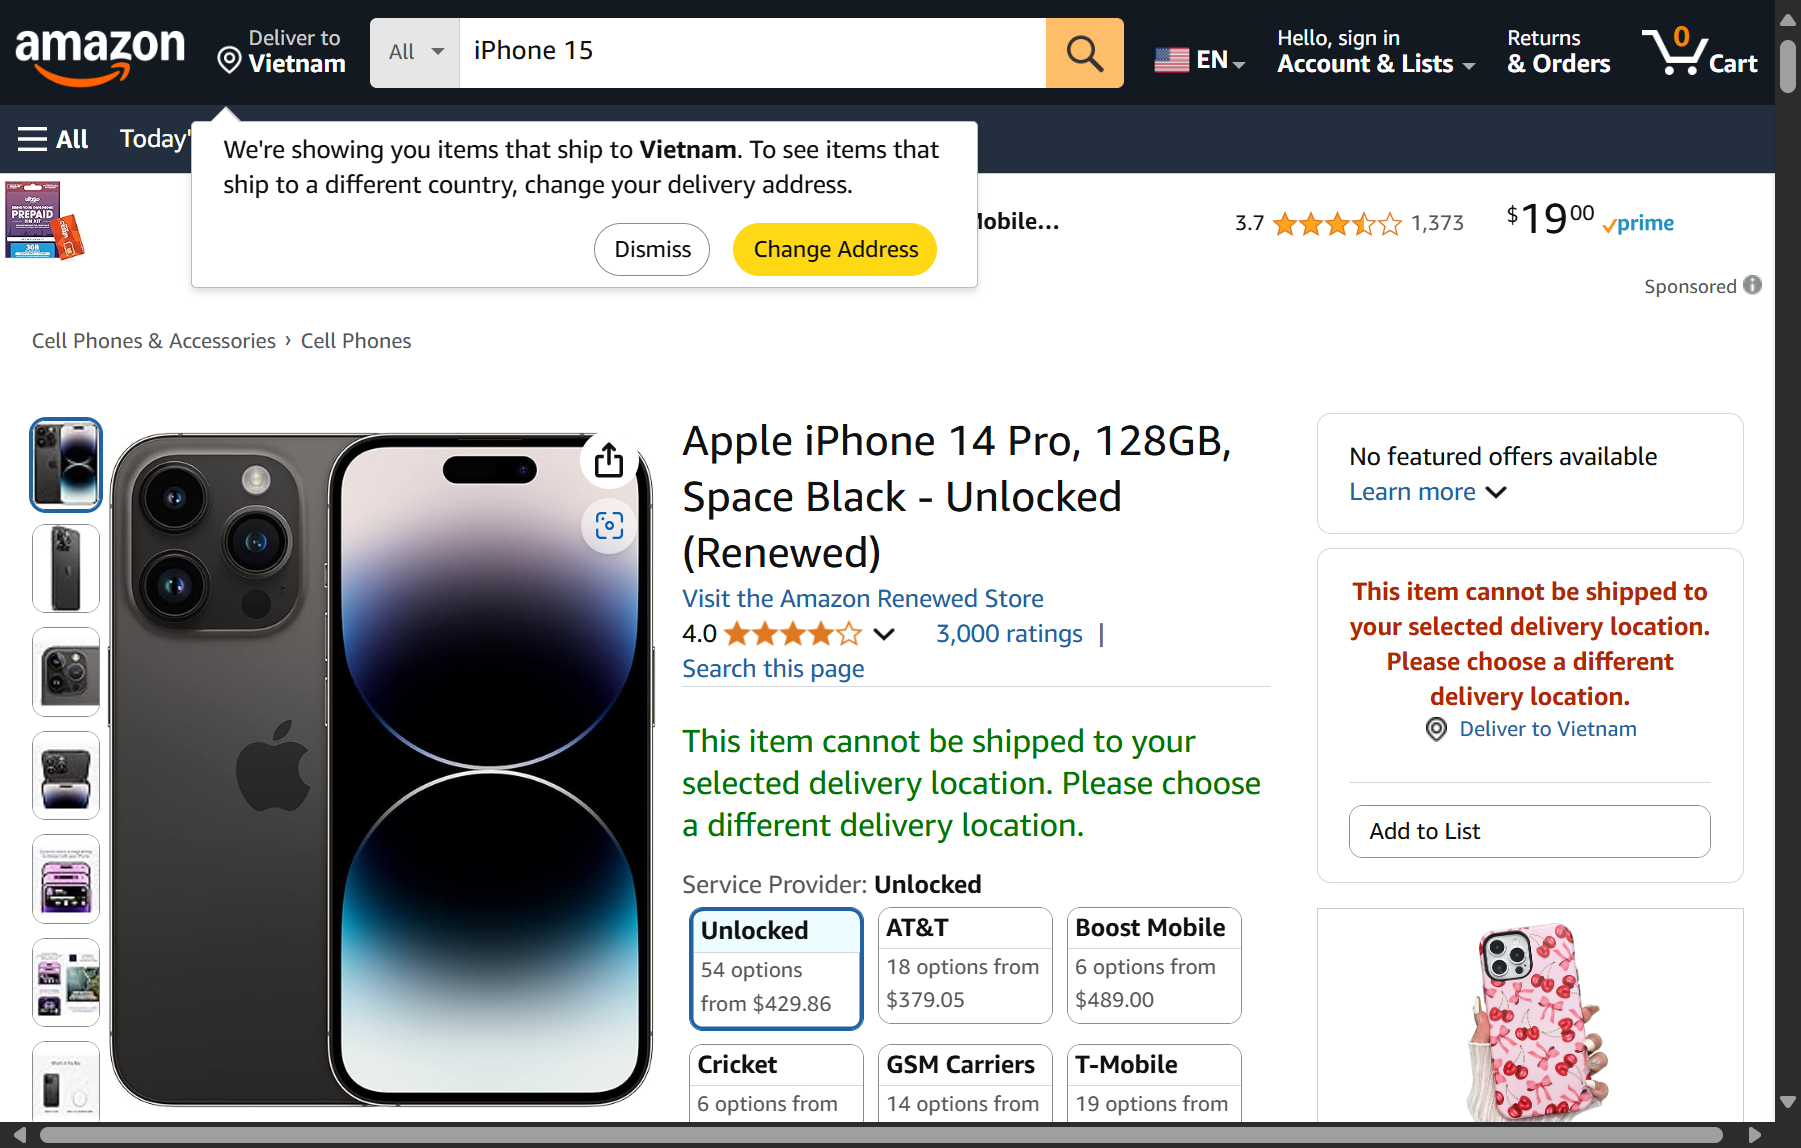 amazon
Deliver to
Vietnam
All
iPhone 15
EN
Hello, sign in
Account & Lists
Returns
& Orders
0
Cart
All
Today'
We're showing you items that ship to Vietnam. To see items that
ship to a different country, change your delivery address.
Dismiss
Change Address
PREPAID
Mobile...
3.7
1,373
$19 00
prime
Sponsored
Cell Phones & Accessories › Cell Phones
Apple iPhone 14 Pro, 128GB,
Space Black - Unlocked
(Renewed)
Visit the Amazon Renewed Store
4.0
3,000 ratings |
Search this page
This item cannot be shipped to your
selected delivery location. Please choose
a different delivery location.
Service Provider: Unlocked
Unlocked
54 options
from $429.86
AT&T
18 options from
$379.05
Boost Mobile
6 options from
$489.00
Cricket
6 options from
GSM Carriers
14 options from
T-Mobile
19 options from
No featured offers available
Learn more
This item cannot be shipped to
your selected delivery location.
Please choose a different
delivery location.
Deliver to Vietnam
Add to List